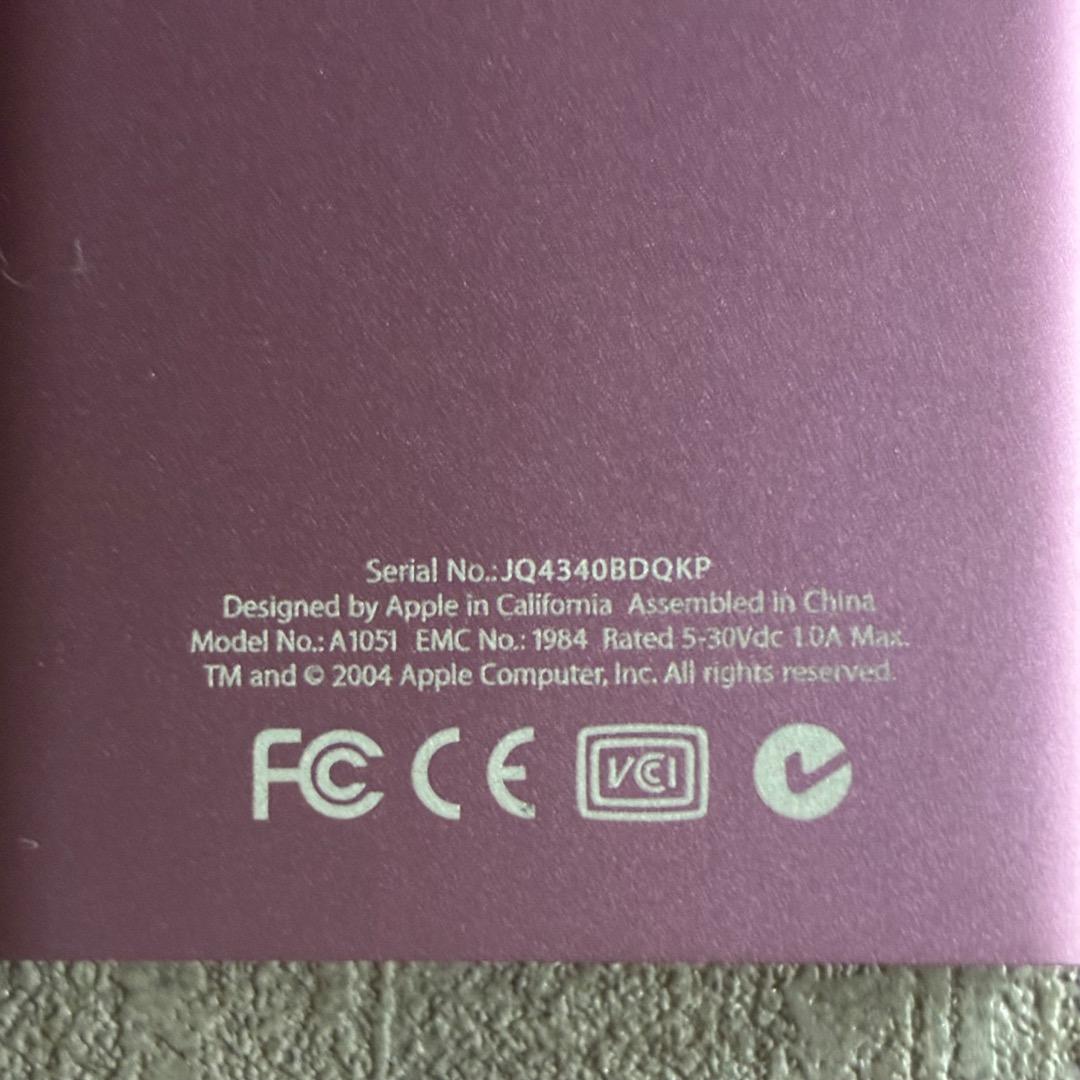 Serial No.: JQ4340BDQKP
Designed by Apple in California Assembled in China
Model No.: A1051 EMC No.: 1984 Rated 5-30Vdc 1.0A Max.
TM and © 2004 Apple Computer, Inc. All rights reserved.
FC CE VCI